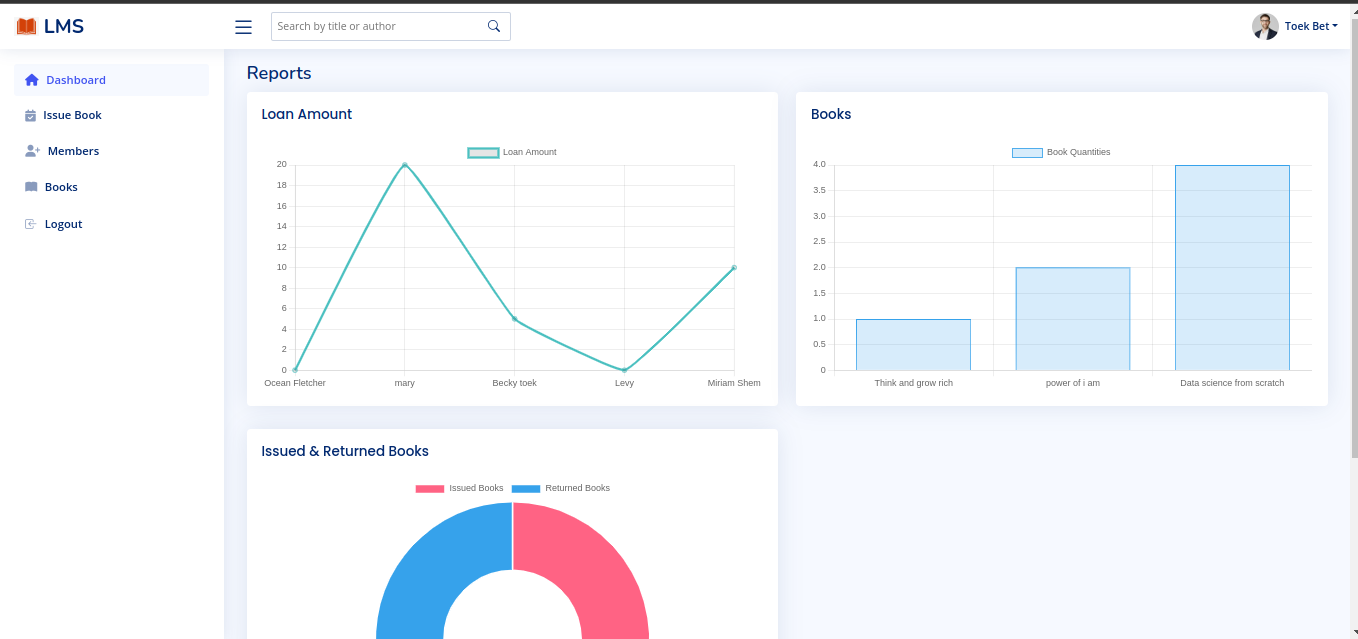 LMS
Search by title or author
Toek Bet
Dashboard
Issue Book
Members
Books
Logout
Reports
Loan Amount
Loan Amount
20
18
16
14
12
10
8
6
4
2
0
Ocean Fletcher mary Becky toek Levy Miriam Shem
Books
Book Quantities
4.0
3.5
3.0
2.5
2.0
1.5
1.0
0.5
0
Think and grow rich power of i am Data science from scratch
Issued & Returned Books
Issued Books Returned Books